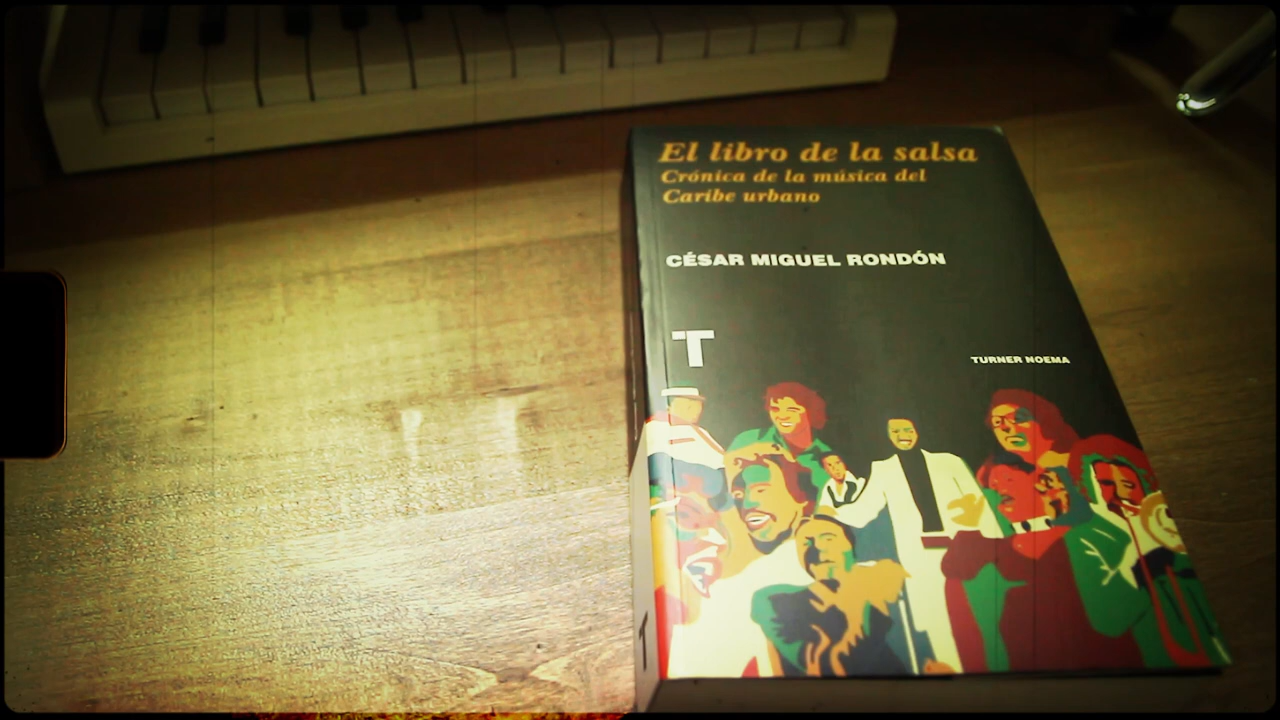 El libro de la salsa
Crónica de la música del
Caribe urbano
CÉSAR MIGUEL RONDÓN
T
TURNER NOEMA
T